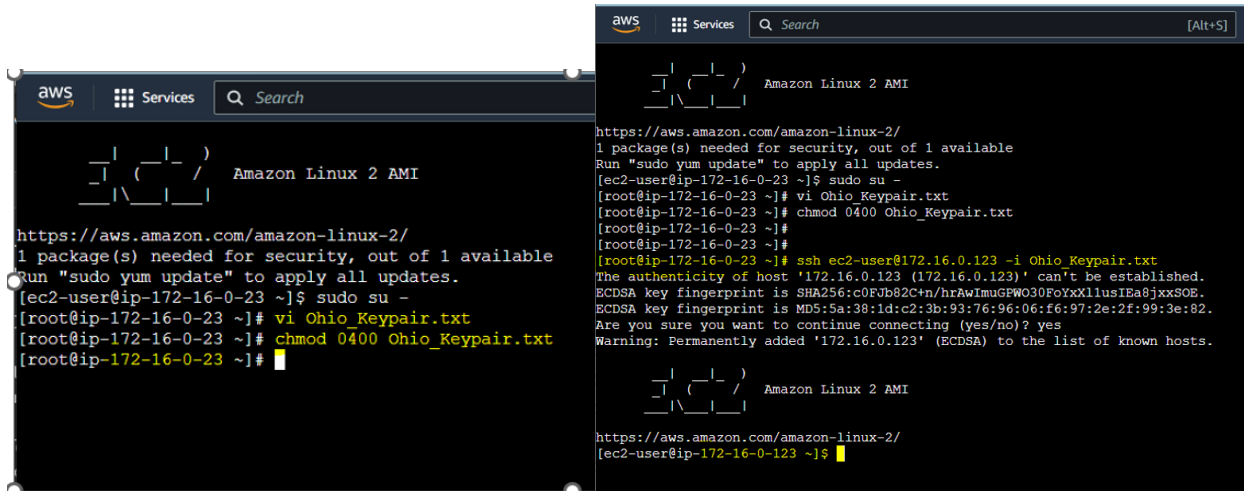 aws Services Search
Amazon Linux 2 AMI
https://aws.amazon.com/amazon-linux-2/
1 package(s) needed for security, out of 1 available
Run "sudo yum update" to apply all updates.
[ec2-user@ip-172-16-0-23 ~]$ sudo su -
[root@ip-172-16-0-23 ~]# vi Ohio_Keypair.txt
[root@ip-172-16-0-23 ~]# chmod 0400 Ohio_Keypair.txt
[root@ip-172-16-0-23 ~]#
aws Services Search [Alt+S]
Amazon Linux 2 AMI
https://aws.amazon.com/amazon-linux-2/
1 package(s) needed for security, out of 1 available
Run "sudo yum update" to apply all updates.
[ec2-user@ip-172-16-0-23 ~]$ sudo su -
[root@ip-172-16-0-23 ~]# vi Ohio_Keypair.txt
[root@ip-172-16-0-23 ~]# chmod 0400 Ohio_Keypair.txt
[root@ip-172-16-0-23 ~]#
[root@ip-172-16-0-23 ~]#
[root@ip-172-16-0-23 ~]# ssh ec2-user@172.16.0.123 -i Ohio_Keypair.txt
The authenticity of host '172.16.0.123 (172.16.0.123)' can't be established.
ECDSA key fingerprint is SHA256:c0FJb82C+n/hrAwImuGPWO30FoYxXl1usIEa8jxxSOE.
ECDSA key fingerprint is MD5:5a:38:1d:c2:3b:93:76:96:06:f6:97:2e:2f:99:3e:82.
Are you sure you want to continue connecting (yes/no)? yes
Warning: Permanently added '172.16.0.123' (ECDSA) to the list of known hosts.
Amazon Linux 2 AMI
https://aws.amazon.com/amazon-linux-2/
[ec2-user@ip-172-16-0-123 ~]$